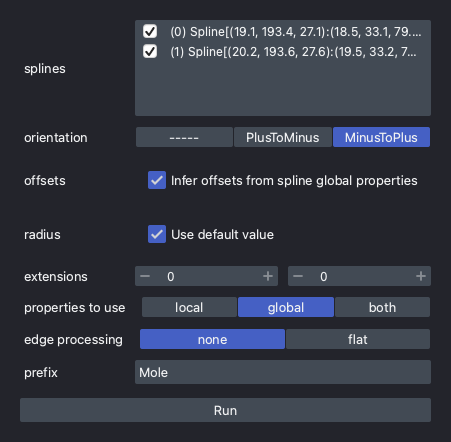 splines
(0) Spline[(19.1, 193.4, 27.1):(18.5, 33.1, 79....
(1) Spline[(20.2, 193.6, 27.6):(19.5, 33.2, 7...
orientation ----- PlusToMinus MinusToPlus
offsets Infer offsets from spline global properties
radius Use default value
extensions − 0 + − 0 +
properties to use local global both
edge processing none flat
prefix Mole
Run